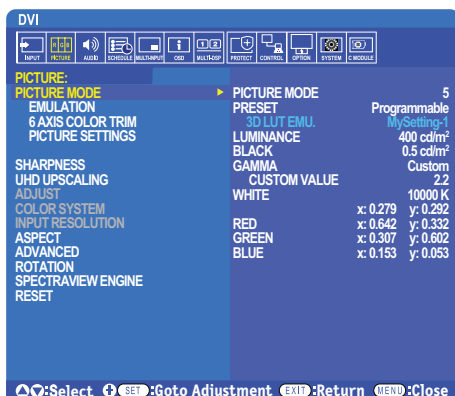 DVI
INPUT PICTURE AUDIO SCHEDULE MULTI-INPUT OSD MULTI-DSP PROTECT CONTROL OPTION SYSTEM C MODULE
PICTURE:
PICTURE MODE
EMULATION
6 AXIS COLOR TRIM
PICTURE SETTINGS
SHARPNESS
UHD UPSCALING
ADJUST
COLOR SYSTEM
INPUT RESOLUTION
ASPECT
ADVANCED
ROTATION
SPECTRAVIEW ENGINE
RESET
PICTURE MODE 5
PRESET Programmable
3D LUT EMU. MySetting-1
LUMINANCE 400 cd/m²
BLACK 0.5 cd/m²
GAMMA Custom
CUSTOM VALUE 2.2
WHITE 10000 K
x: 0.279 y: 0.292
RED x: 0.642 y: 0.332
GREEN x: 0.307 y: 0.602
BLUE x: 0.153 y: 0.053
:Select SET :Goto Adjustment EXIT :Return MENU :Close